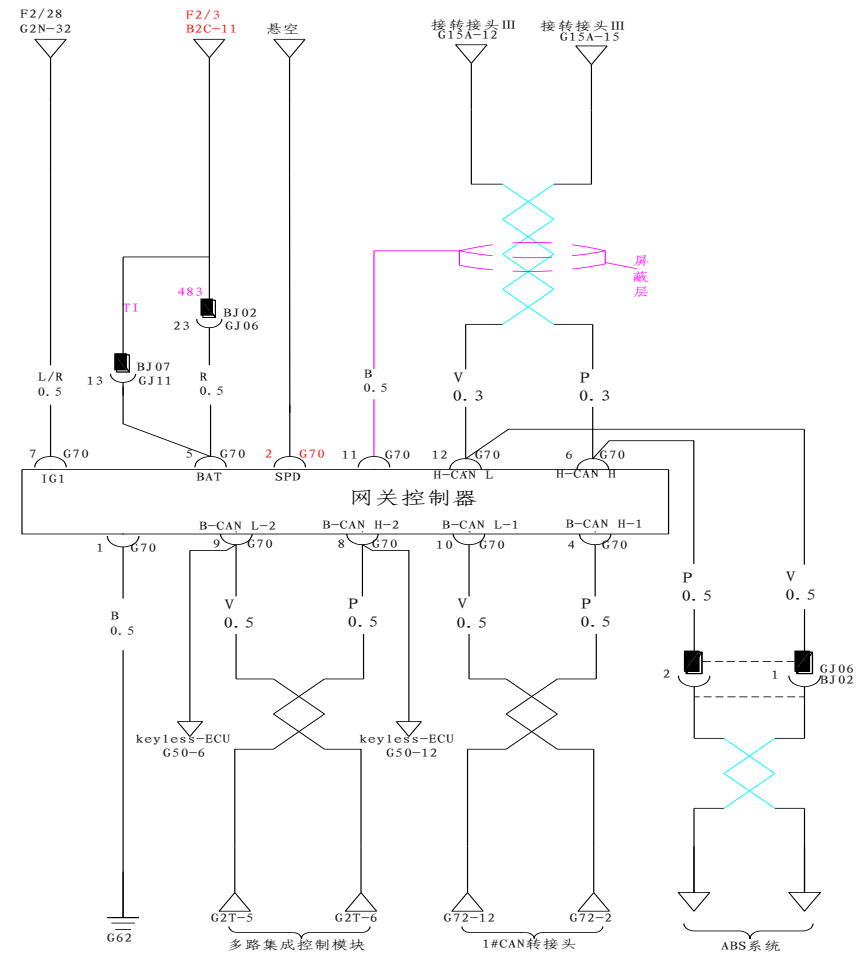 F2/28
G2N-32
F2/3
B2C-11
悬空
接转接头III
G15A-12
接转接头III
G15A-15
屏
蔽
层
TI
483
BJ02
23 GJ06
BJ07
13 GJ11
L/R
0.5
R
0.5
B
0.5
V
0.3
P
0.3
7 G70
5 G70
2 G70
11 G70
12 G70
6 G70
IG1
BAT
SPD
H-CAN L
H-CAN H
网关控制器
B-CAN L-2
B-CAN H-2
B-CAN L-1
B-CAN H-1
1 G70
9 G70
8 G70
10 G70
4 G70
B
0.5
V
0.5
P
0.5
V
0.5
P
0.5
P
0.5
V
0.5
2
1
GJ06
BJ02
keyless-ECU
G50-6
keyless-ECU
G50-12
G62
G2T-5
G2T-6
G72-12
G72-2
多路集成控制模块
1#CAN转接头
ABS系统